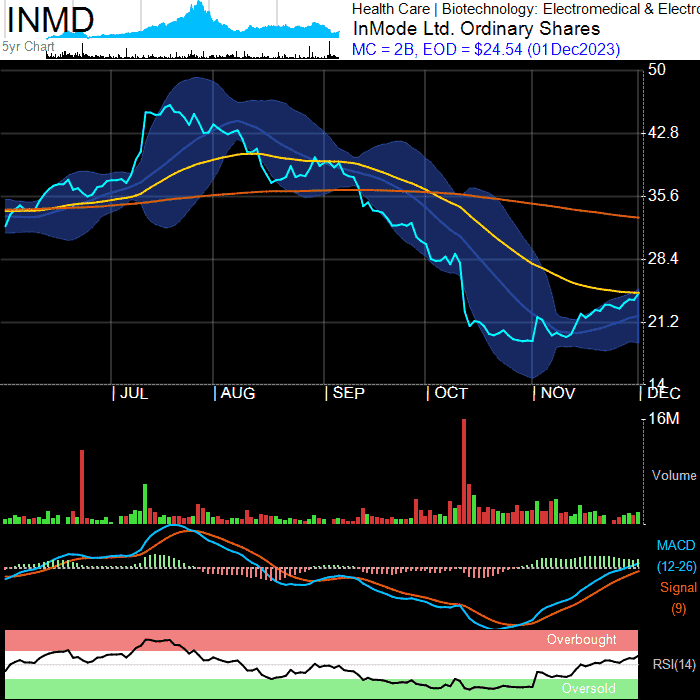 INMD
5yr Chart
Health Care | Biotechnology: Electromedical & Electro
InMode Ltd. Ordinary Shares
MC = 2B, EOD = $24.54 (01Dec2023)
50
42.8
35.6
28.4
21.2
14
JUL
AUG
SEP
OCT
NOV
DEC
16M
Volume
MACD
(12-26)
Signal
(9)
Overbought
RSI(14)
Oversold